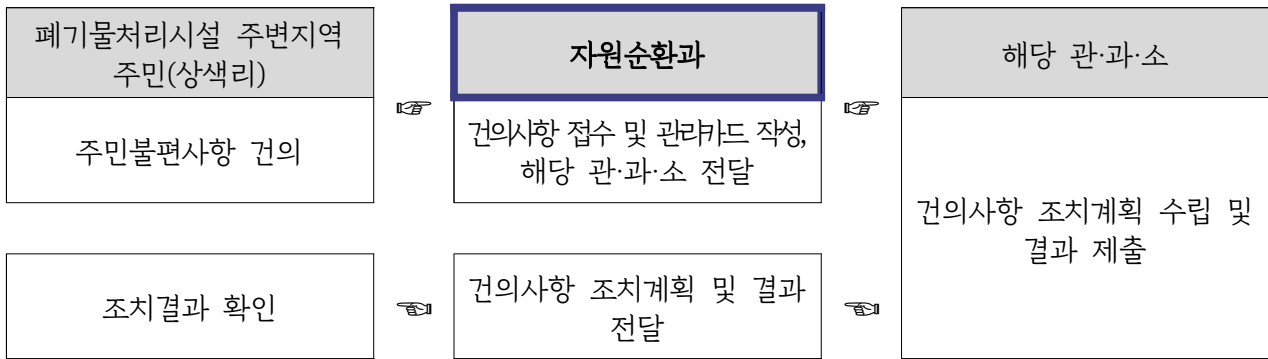 폐기물처리시설 주변지역
주민(상색리)
☞
자원순환과
☞
해당 관·과·소
주민불편사항 건의
건의사항 접수 및 관리카드 작성,
해당 관·과·소 전달
건의사항 조치계획 수립 및
결과 제출
조치결과 확인
☜
건의사항 조치계획 및 결과
전달
☜